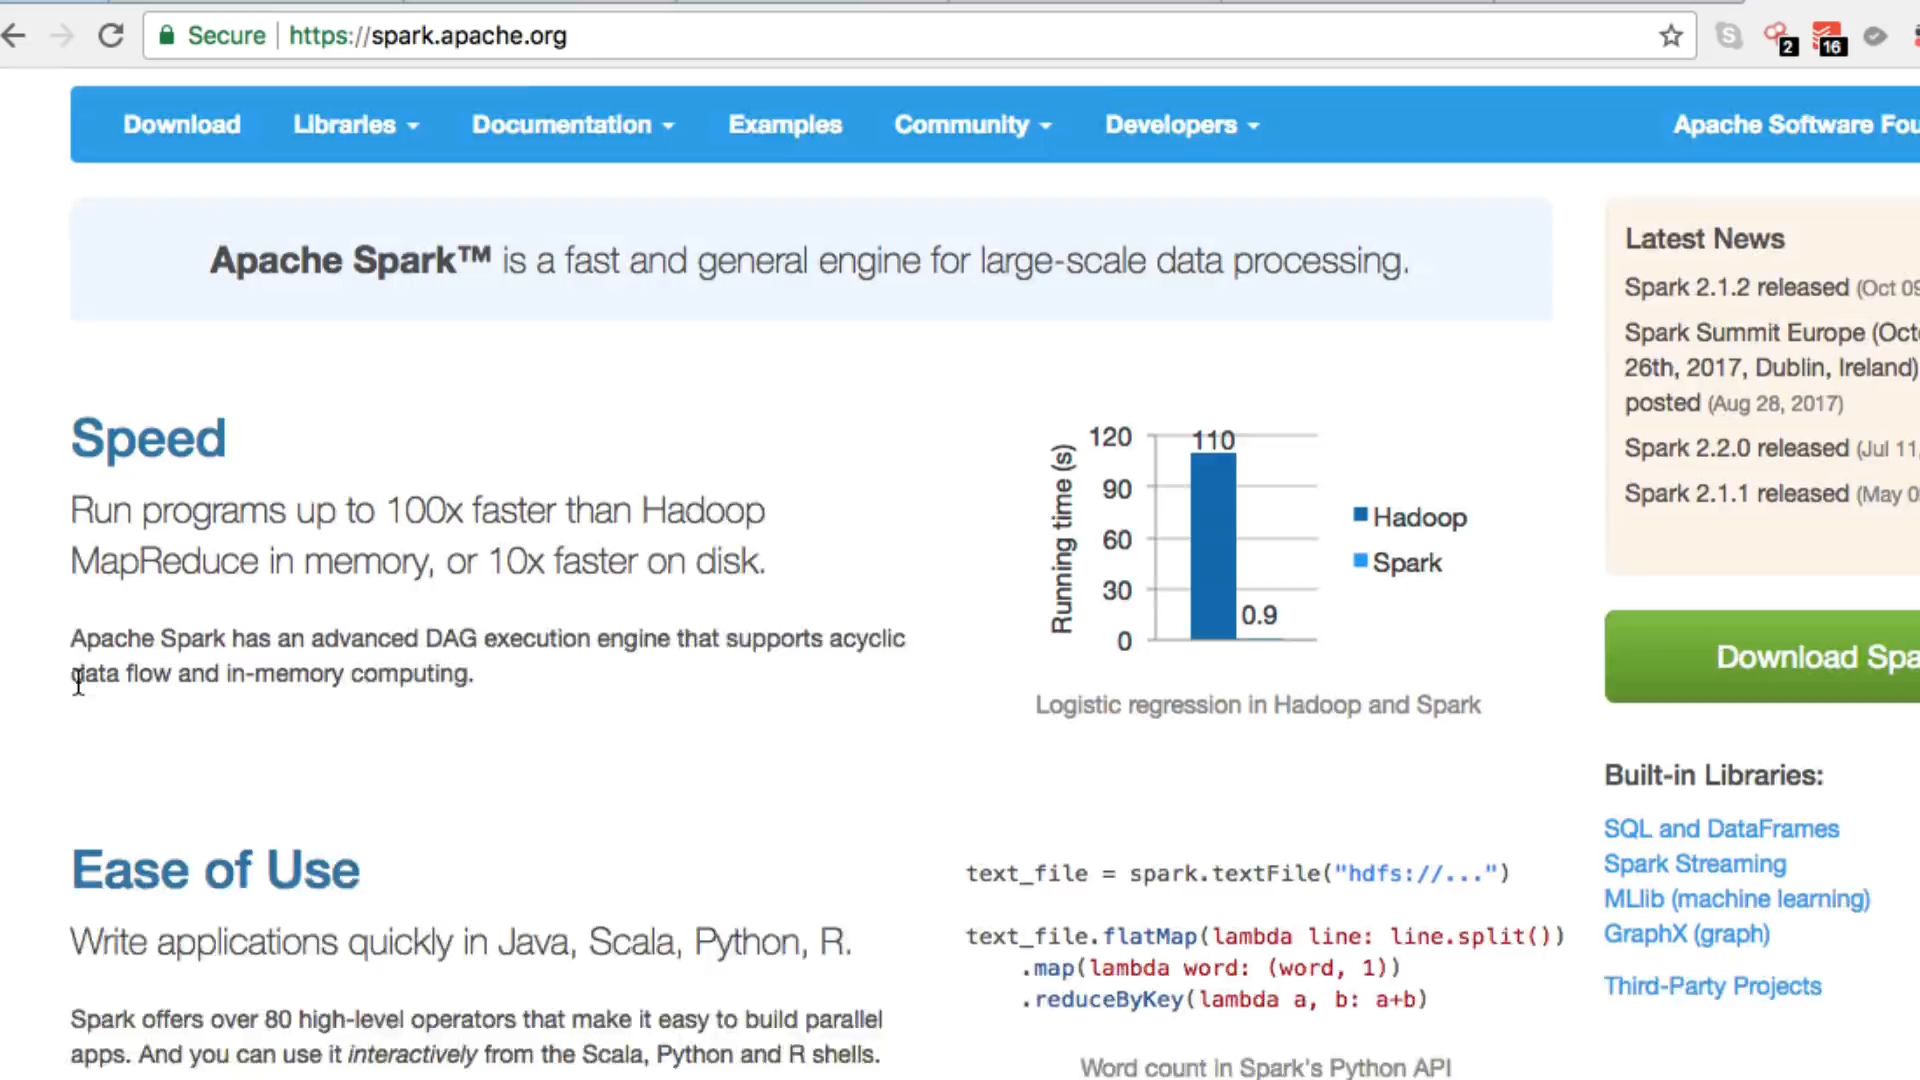 Secure https://spark.apache.org
2
16
Download Libraries Documentation Examples Community Developers Apache Software
Apache Spark™ is a fast and general engine for large-scale data processing.
Latest News
Spark 2.1.2 released (Oct 09
Spark Summit Europe
26th, 2017, Dublin, Ireland)
posted (Aug 28, 2017)
Spark 2.2.0 released (Jul 11,
Spark 2.1.1 released (May
Download
Built-in Libraries:
SQL and DataFrames
Spark Streaming
MLlib (machine learning)
GraphX (graph)
Third-Party Projects
Speed
Run programs up to 100x faster than Hadoop
MapReduce in memory, or 10x faster on disk.
Apache Spark has an advanced DAG execution engine that supports acyclic
data flow and in-memory computing.
Running time (s)
120
90
60
30
0
110
0.9
Hadoop
Spark
Logistic regression in Hadoop and Spark
Ease of Use
Write applications quickly in Java, Scala, Python, R.
Spark offers over 80 high-level operators that make it easy to build parallel
apps. And you can use it interactively from the Scala, Python and R shells.
text_file = spark.textFile("hdfs://...")
text_file.flatMap(lambda line: line.split())
.map(lambda word: (word, 1))
.reduceByKey(lambda a, b: a+b)
Word count in Spark's Python API